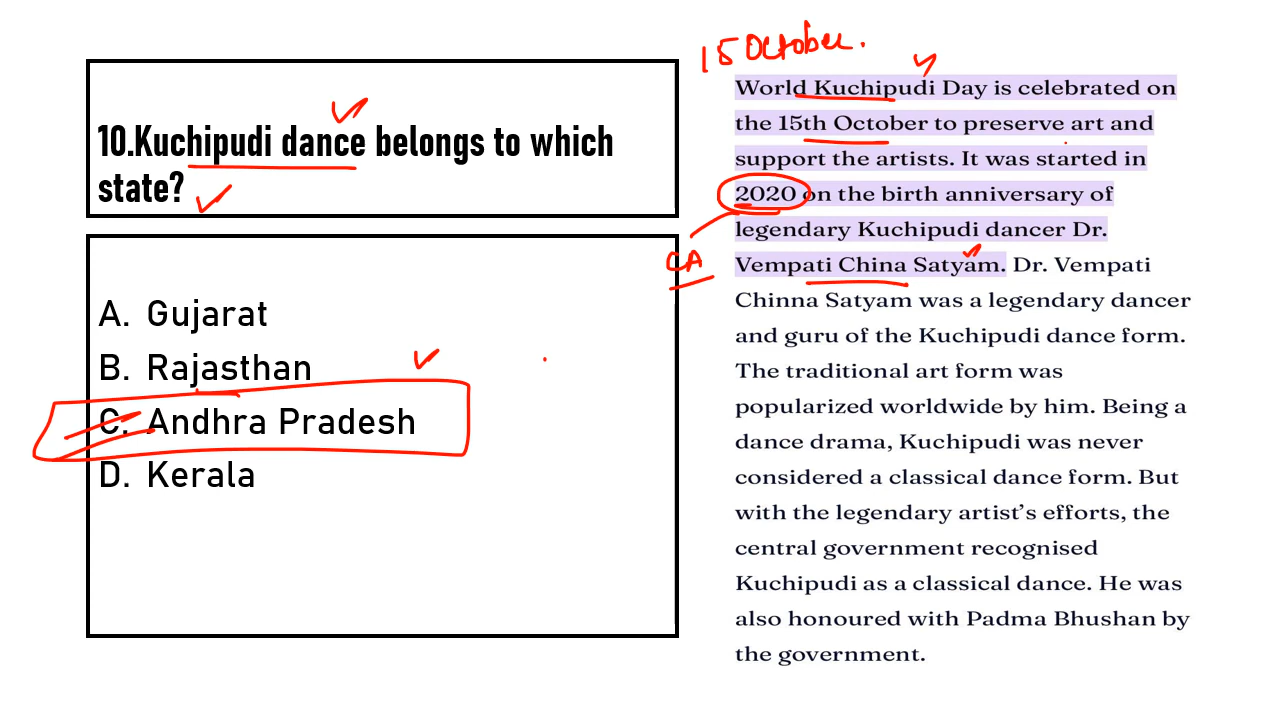 10.Kuchipudi dance belongs to which
state?
A. Gujarat
B. Rajasthan
C. Andhra Pradesh
D. Kerala
15 October.
World Kuchipudi Day is celebrated on
the 15th October to preserve art and
support the artists. It was started in
2020 on the birth anniversary of
legendary Kuchipudi dancer Dr.
CA
Vempati China Satyam. Dr. Vempati
Chinna Satyam was a legendary dancer
and guru of the Kuchipudi dance form.
The traditional art form was
popularized worldwide by him. Being a
dance drama, Kuchipudi was never
considered a classical dance form. But
with the legendary artist's efforts, the
central government recognised
Kuchipudi as a classical dance. He was
also honoured with Padma Bhushan by
the government.